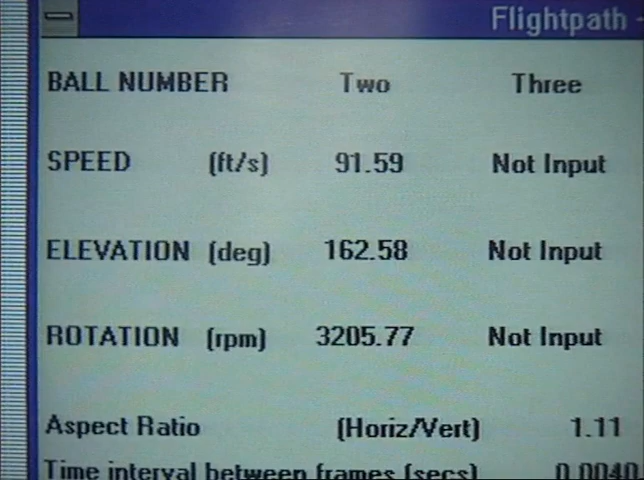 Flightpath -
BALL NUMBER Two Three
SPEED (ft/s) 91.59 Not Input
ELEVATION (deg) 162.58 Not Input
ROTATION (rpm) 3205.77 Not Input
Aspect Ratio (Horiz/Vert) 1.11
Time interval between frames (secs) 0.0040